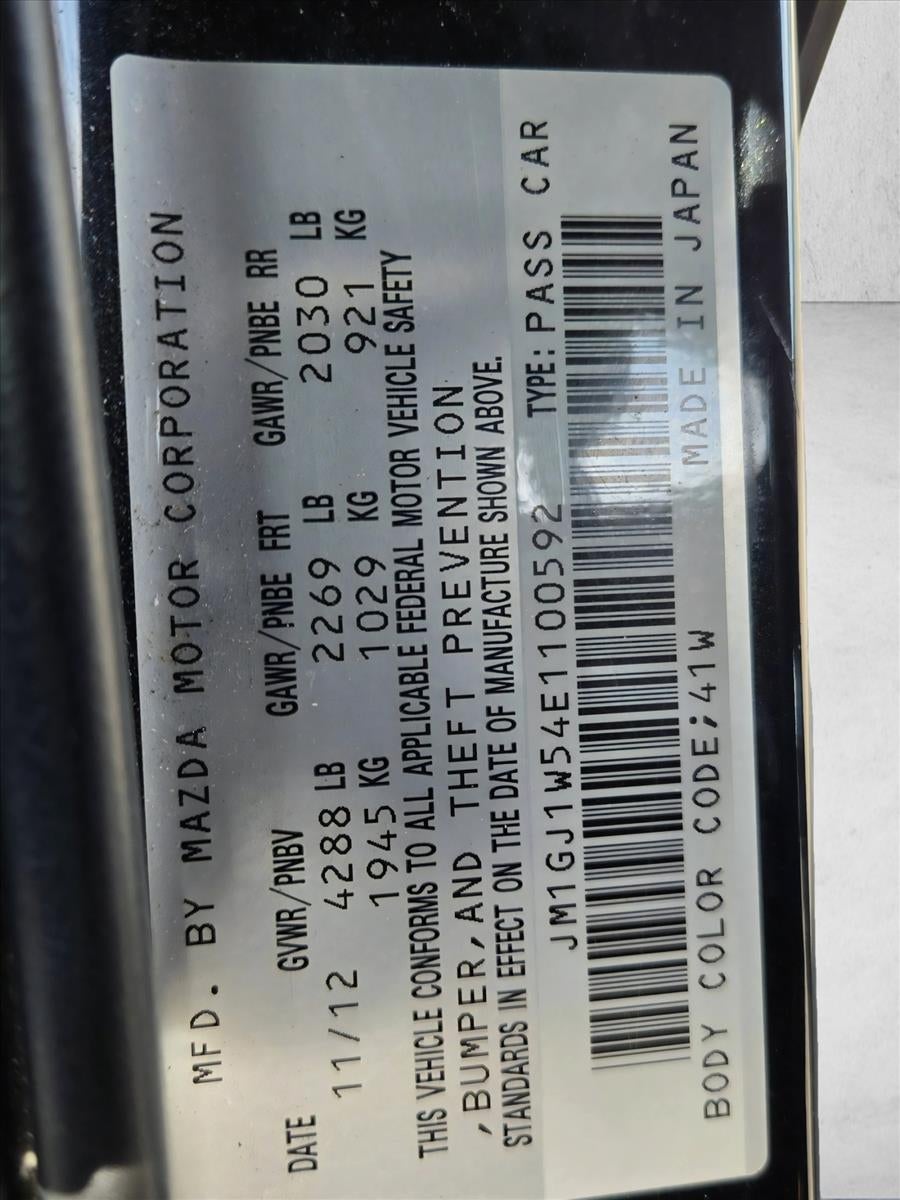 MFD. BY MAZDA MOTOR CORPORATION
DATE GVWR/PNBV GAWR/PNBE FRT GAWR/PNBE RR
11/12 4288 LB 2269 LB 2030 LB
1945 KG 1029 KG 921 KG
THIS VEHICLE CONFORMS TO ALL APPLICABLE FEDERAL MOTOR VEHICLE SAFETY
,BUMPER,AND THEFT PREVENTION
STANDARDS IN EFFECT ON THE DATE OF MANUFACTURE SHOWN ABOVE.
JM1GJ1W54E1100592 TYPE: PASS CAR
BODY COLOR CODE;41W MADE IN JAPAN